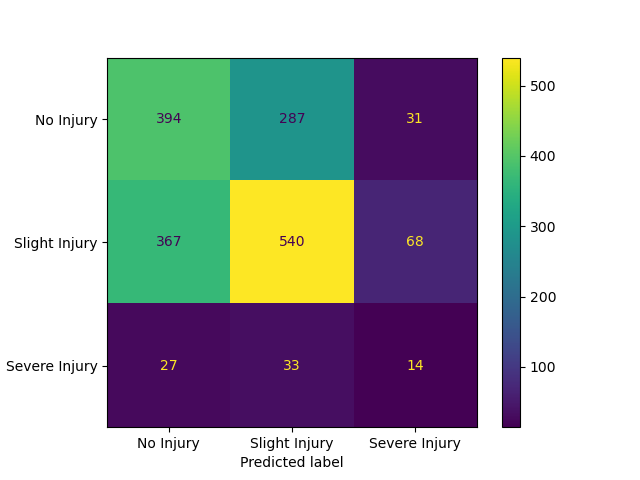 500
No Injury 394 287 31
400
300
Slight Injury 367 540 68
200
100
Severe Injury 27 33 14
No Injury Slight Injury Severe Injury
Predicted label